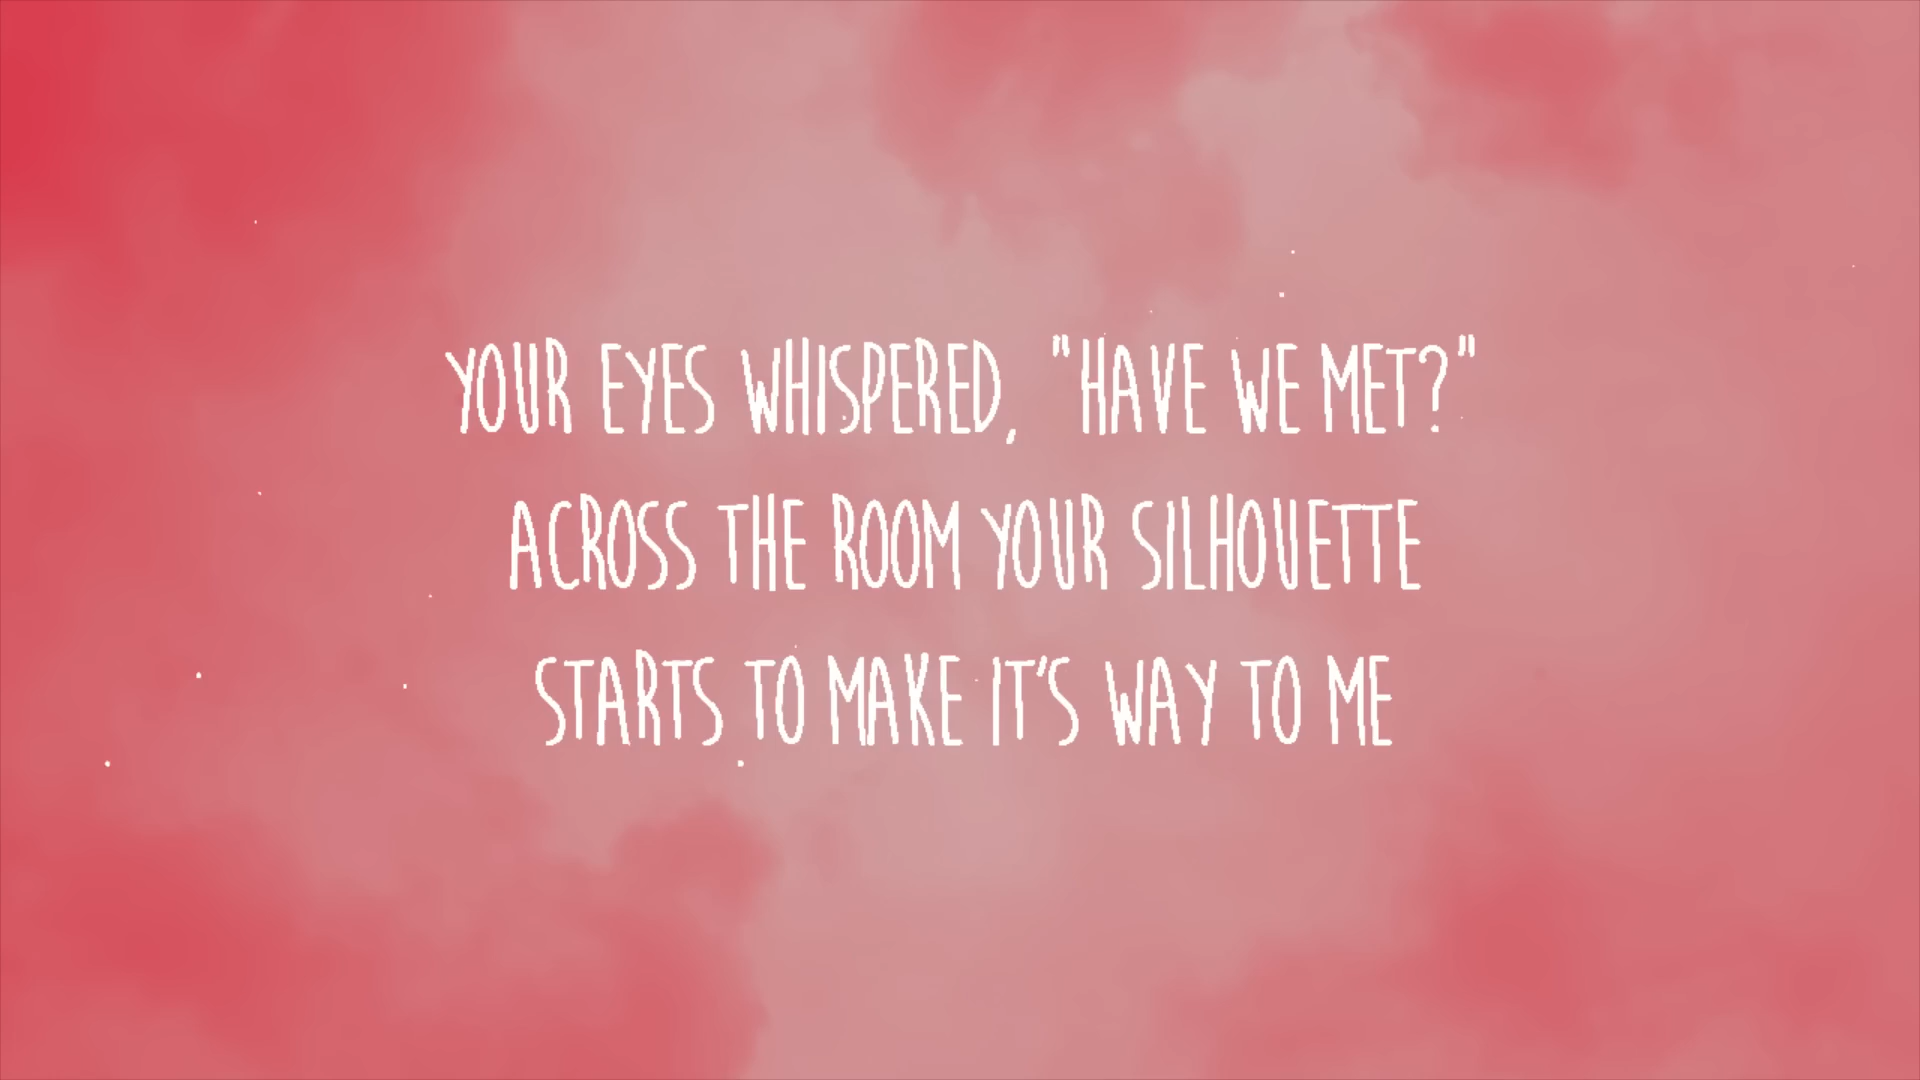 YOUR EYES WHISPERED, "HAVE WE MET?"
ACROSS THE ROOM YOUR SILHOUETTE
STARTS TO MAKE IT'S WAY TO ME